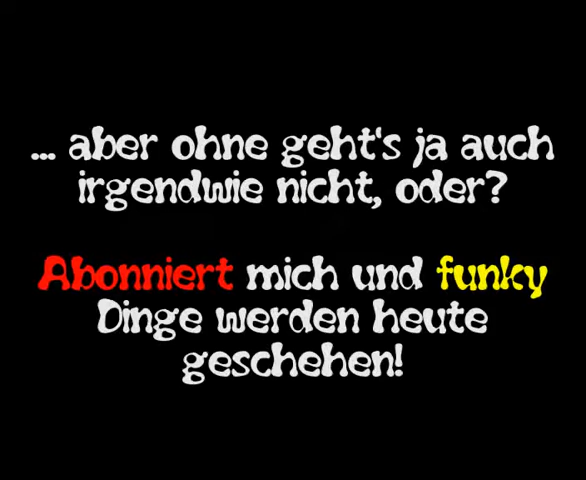 ... aber ohne geht's ja auch
irgendwie nicht, oder?
Abonniert mich und funky
Dinge werden heute
geschehen!